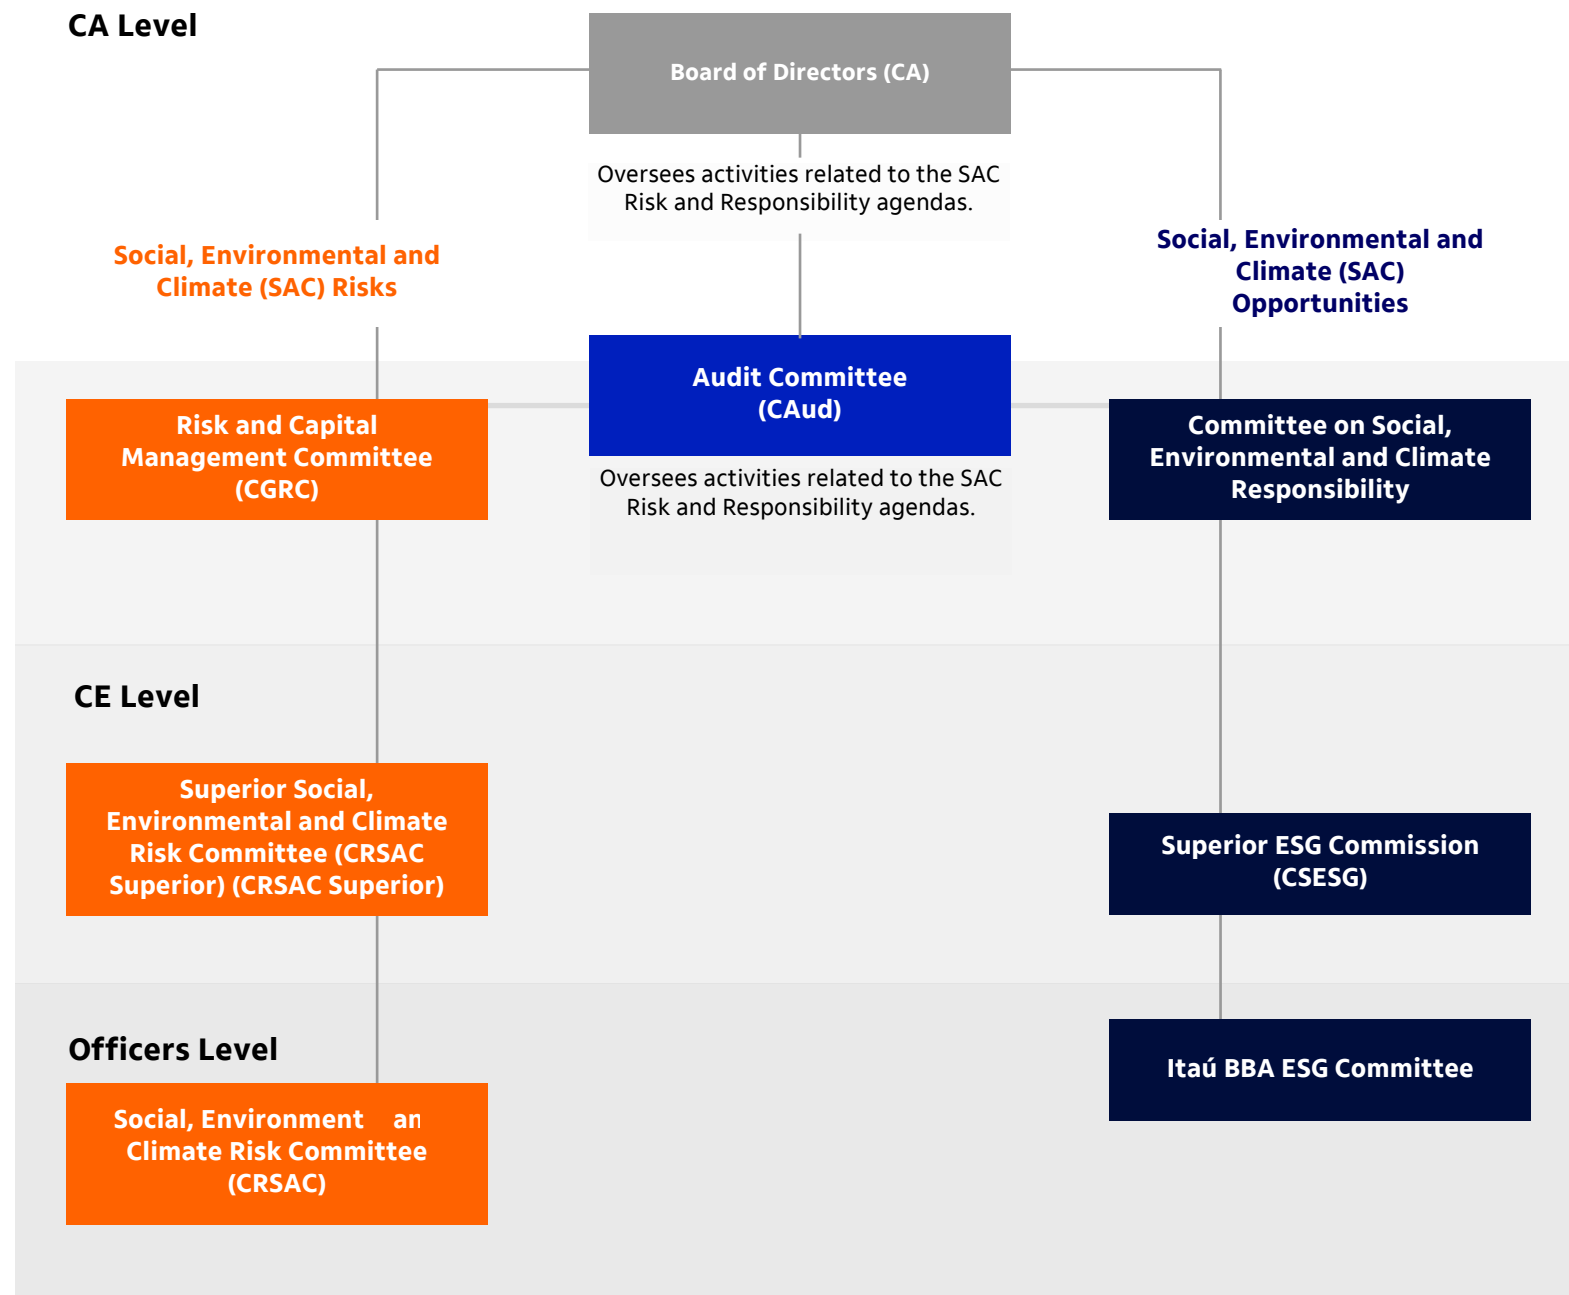 CA Level
Board of Directors (CA)
Oversees activities related to the SAC
Risk and Responsibility agendas.
Social, Environmental and
Climate (SAC) Risks
Social, Environmental and
Climate (SAC)
Opportunities
Audit Committee
(CAud)
Oversees activities related to the SAC
Risk and Responsibility agendas.
Risk and Capital
Management Committee
(CGRC)
Committee on Social,
Environmental and Climate
Responsibility
CE Level
Superior Social,
Environmental and Climate
Risk Committee (CRSAC
Superior) (CRSAC Superior)
Superior ESG Commission
(CSESG)
Officers Level
Social, Environment an
Climate Risk Committee
(CRSAC)
Itaú BBA ESG Committee